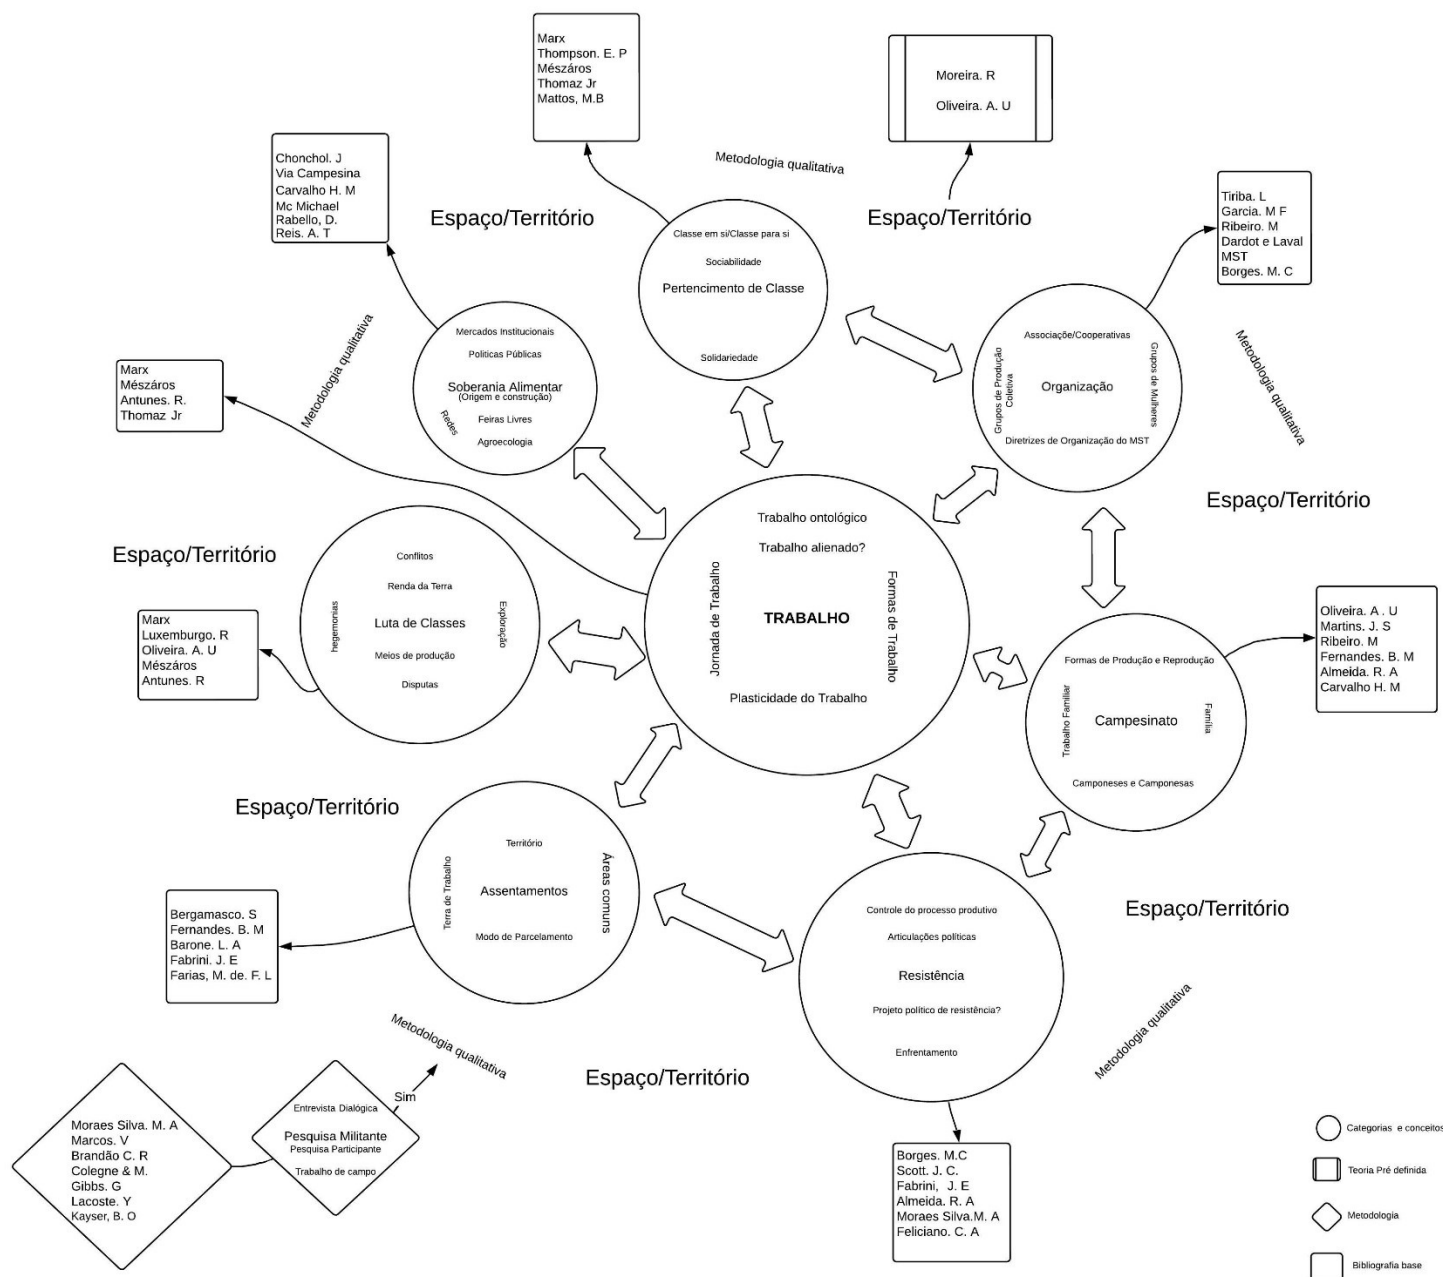 Marx
Thompson. E. P
Mészáros
Thomaz Jr
Mattos, M.B
Moreira. R
Oliveira. A. U
Metodologia qualitativa
Chonchol. J
Via Campesina
Carvalho H. M
Mc Michael
Rabello, D.
Reis. A. T
Espaço/Território
Espaço/Território
Tiriba. L
Garcia. M F
Ribeiro. M
Dardot e Laval
MST
Borges. M. C
Classe em si/Classe para si
Sociabilidade
Pertencimento de Classe
Solidariedade
Metodologia qualitativa
Mercados Institucionais
Politicas Públicas
Soberania Alimentar
(Origem e construção)
Redes
Feiras Livres
Agroecologia
Associaçõe/Cooperativas
Grupos de Produção
Coletiva
Organização
Grupos de Mulheres
Diretrizes de Organização do MST
Metodologia qualitativa
Marx
Mészáros
Antunes. R.
Thomaz Jr
Espaço/Território
Espaço/Território
Trabalho ontológico
Trabalho alienado?
Jornada de Trabalho
TRABALHO
Formas de Trabalho
Plasticidade do Trabalho
Conflitos
Renda da Terra
hegemonias
Luta de Classes
Exploração
Meios de produção
Disputas
Marx
Luxemburgo. R
Oliveira. A. U
Mészáros
Antunes. R
Oliveira. A . U
Martins. J. S
Ribeiro. M
Fernandes. B. M
Almeida. R. A
Carvalho H. M
Formas de Produção e Reprodução
Trabalho Familiar
Campesinato
Família
Camponeses e Camponesas
Espaço/Território
Território
Terra de Trabalho
Assentamentos
Áreas comuns
Modo de Parcelamento
Bergamasco. S
Fernandes. B. M
Barone. L. A
Fabrini. J. E
Farias, M. de. F. L
Espaço/Território
Controle do processo produtivo
Articulações políticas
Resistência
Projeto político de resistência?
Enfrentamento
Metodologia qualitativa
Metodologia qualitativa
Espaço/Território
Sim
Entrevista Dialógica
Pesquisa Militante
Pesquisa Participante
Trabalho de campo
Moraes Silva. M. A
Marcos. V
Brandão C. R
Colegne & M.
Gibbs. G
Lacoste. Y
Kayser, B. O
Borges. M.C
Scott. J. C.
Fabrini, J. E
Almeida. R. A
Moraes Silva.M. A
Feliciano. C. A
Categorias e conceitos
Teoria Pré definida
Metodologia
Bibliografia base